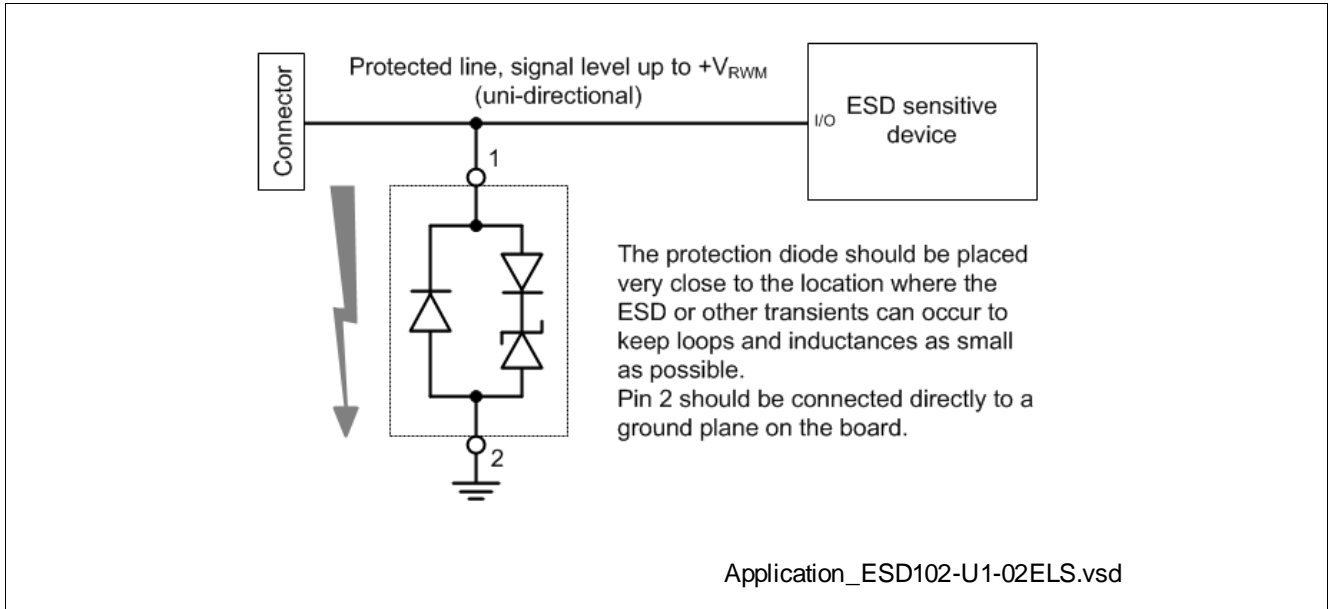 Connector
Protected line, signal level up to +VRWM
(uni-directional)
I/O
ESD sensitive
device
1
The protection diode should be placed
very close to the location where the
ESD or other transients can occur to
keep loops and inductances as small
as possible.
Pin 2 should be connected directly to a
ground plane on the board.
2
Application_ESD102-U1-02ELS.vsd